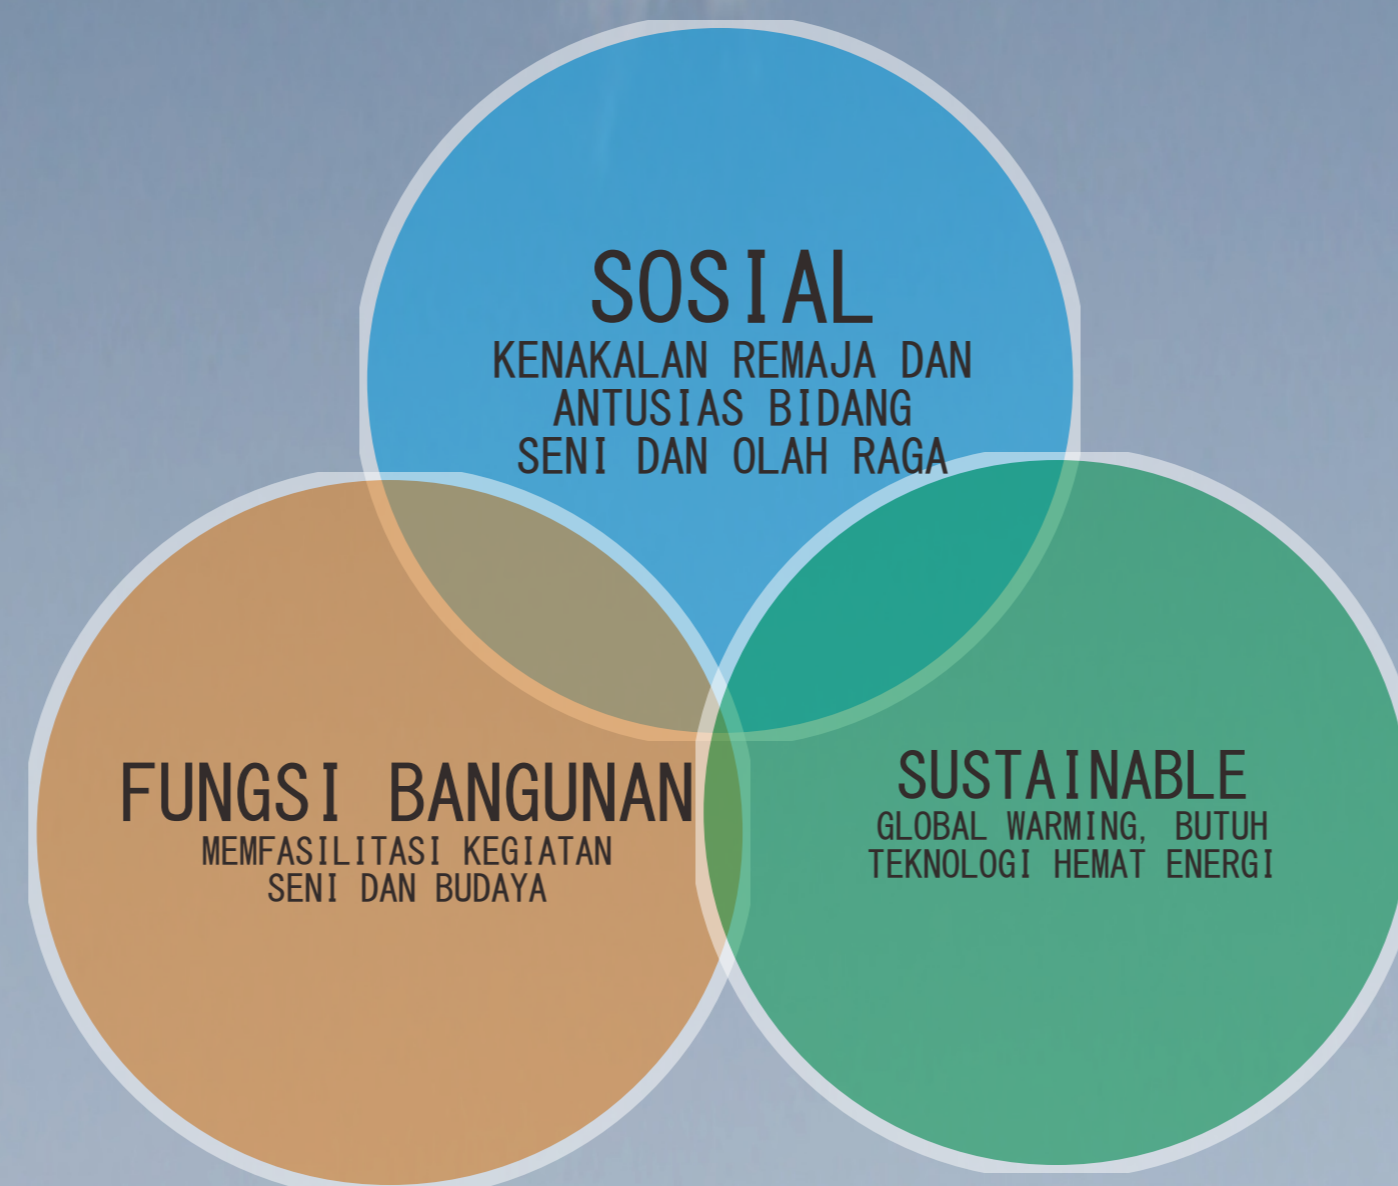 SOSIAL
KENAKALAN REMAJA DAN
ANTUSIAS BIDANG
SENI DAN OLAH RAGA
FUNGSI BANGUNAN
MEMFASILITASI KEGIATAN
SENI DAN BUDAYA
SUSTAINABLE
GLOBAL WARMING, BUTUH
TEKNOLOGI HEMAT ENERGI